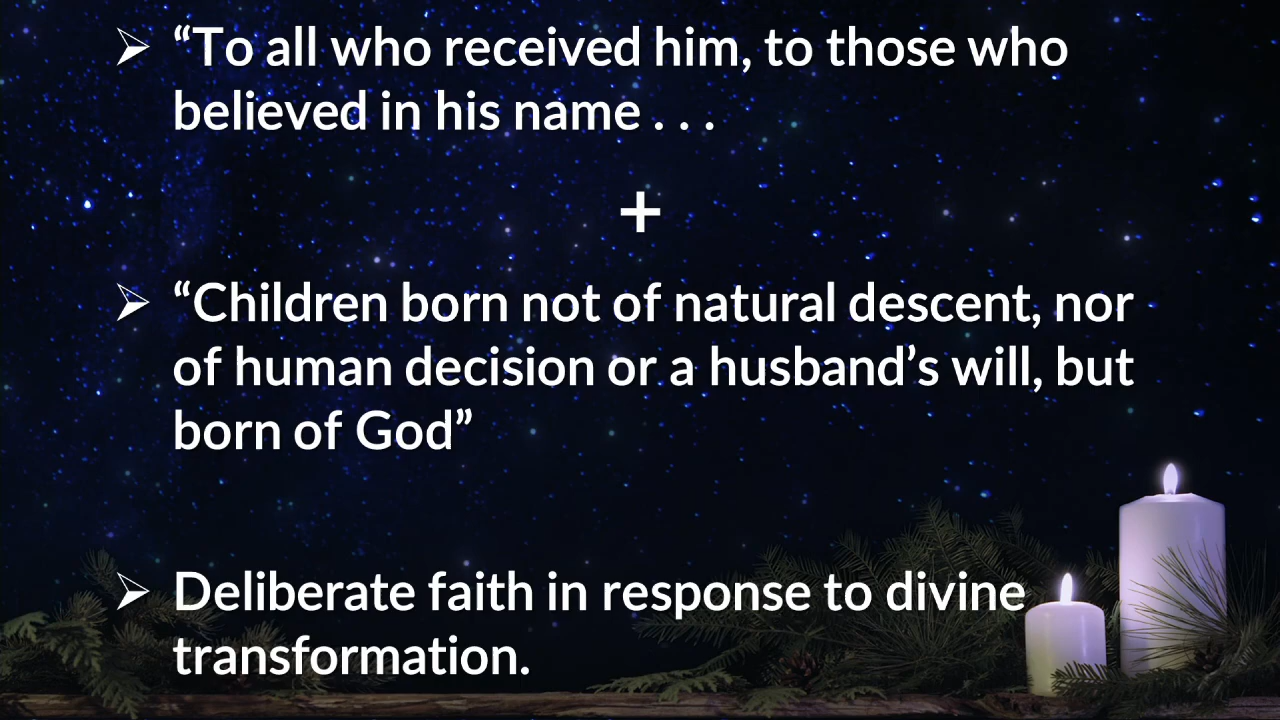 ➢ “To all who received him, to those who
believed in his name . . .
+
➢ “Children born not of natural descent, nor
of human decision or a husband’s will, but
born of God”
➢ Deliberate faith in response to divine
transformation.